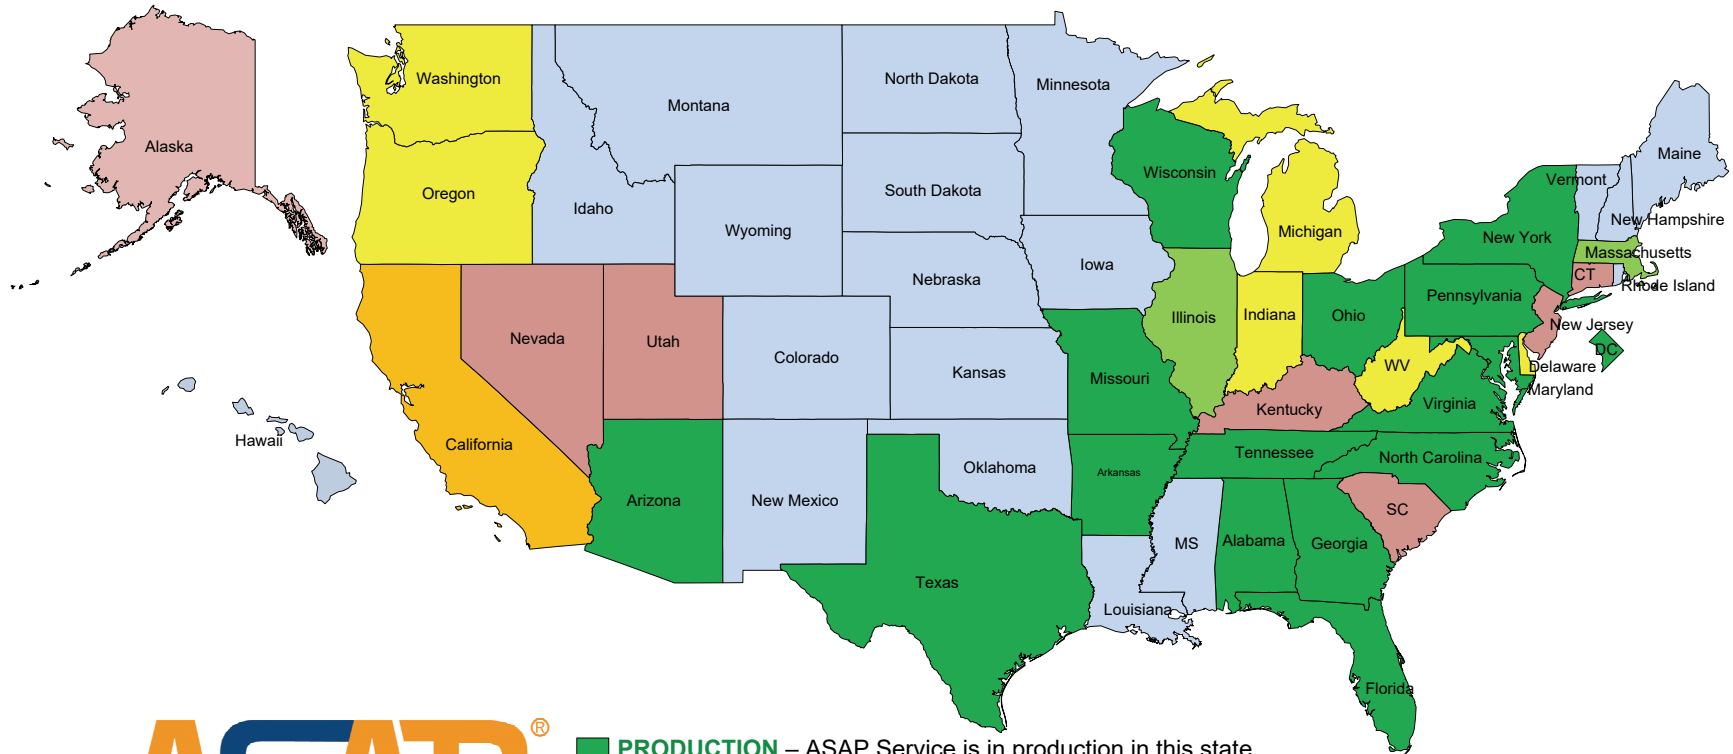 Washington
Montana
North Dakota
Minnesota
Alaska
Maine
Wisconsin
Vermont
Oregon
South Dakota
Idaho
New Hampshire
Wyoming
Michigan
New York
Massachusetts
Iowa
CT
Nebraska
Rhode Island
Pennsylvania
Illinois
Indiana
Ohio
New Jersey
Nevada
Utah
DC
Colorado
WV
Delaware
Kansas
Missouri
Maryland
Kentucky
Virginia
Hawaii
California
Tennessee
North Carolina
Oklahoma
Arkansas
Arizona
New Mexico
SC
MS
Alabama
Georgia
Texas
Louisiana
Florida
ASAP®
PRODUCTION – ASAP Service is in production in this state